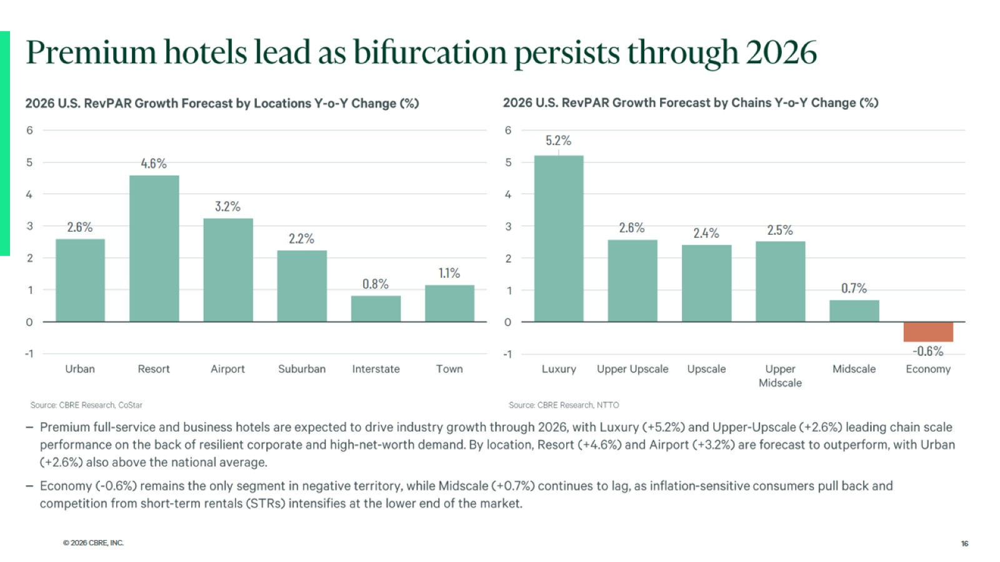 Premium hotels lead as bifurcation persists through 2026
2026 U.S. RevPAR Growth Forecast by Locations Y-o-Y Change (%)
6
5
4
3
2
1
0
-1
2.6%
4.6%
3.2%
2.2%
0.8%
1.1%
Urban
Resort
Airport
Suburban
Interstate
Town
Source: CBRE Research, CoStar
2026 U.S. RevPAR Growth Forecast by Chains Y-o-Y Change (%)
6
5
4
3
2
1
0
-1
5.2%
2.6%
2.4%
2.5%
0.7%
-0.6%
Luxury
Upper Upscale
Upscale
Upper
Midscale
Midscale
Economy
Source: CBRE Research, NTTO
– Premium full-service and business hotels are expected to drive industry growth through 2026, with Luxury (+5.2%) and Upper-Upscale (+2.6%) leading chain scale
performance on the back of resilient corporate and high-net-worth demand. By location, Resort (+4.6%) and Airport (+3.2%) are forecast to outperform, with Urban
(+2.6%) also above the national average.
– Economy (-0.6%) remains the only segment in negative territory, while Midscale (+0.7%) continues to lag, as inflation-sensitive consumers pull back and
competition from short-term rentals (STRs) intensifies at the lower end of the market.
© 2026 CBRE, INC.
16